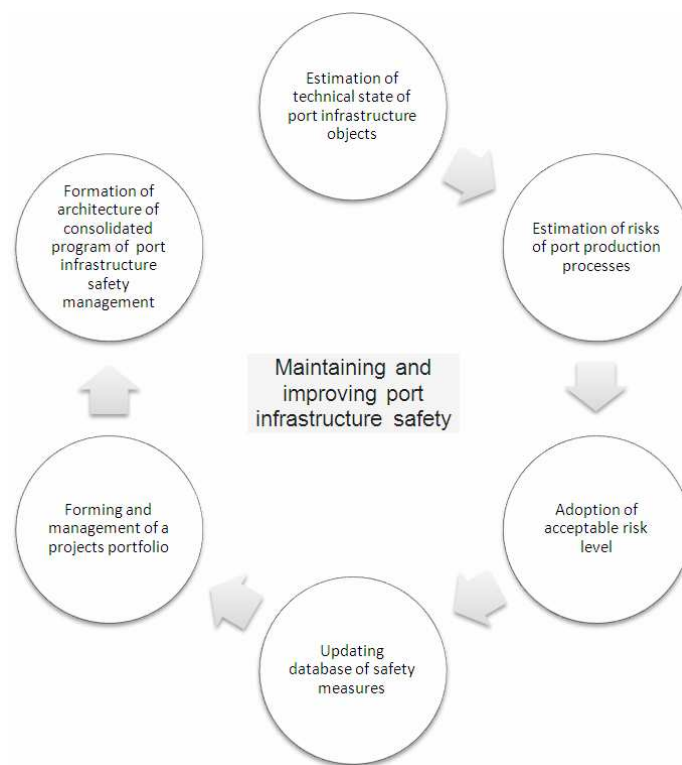 Estimation of
technical state of
port infrastructure
objects
Estimation of risks
of port production
processes
Adoption of
acceptable risk
level
Updating
database of safety
measures
Forming and
management of a
projects portfolio
Formation of
architecture of
consolidated
program of port
infrastructure
safety
management
Maintaining and
improving port
infrastructure safety